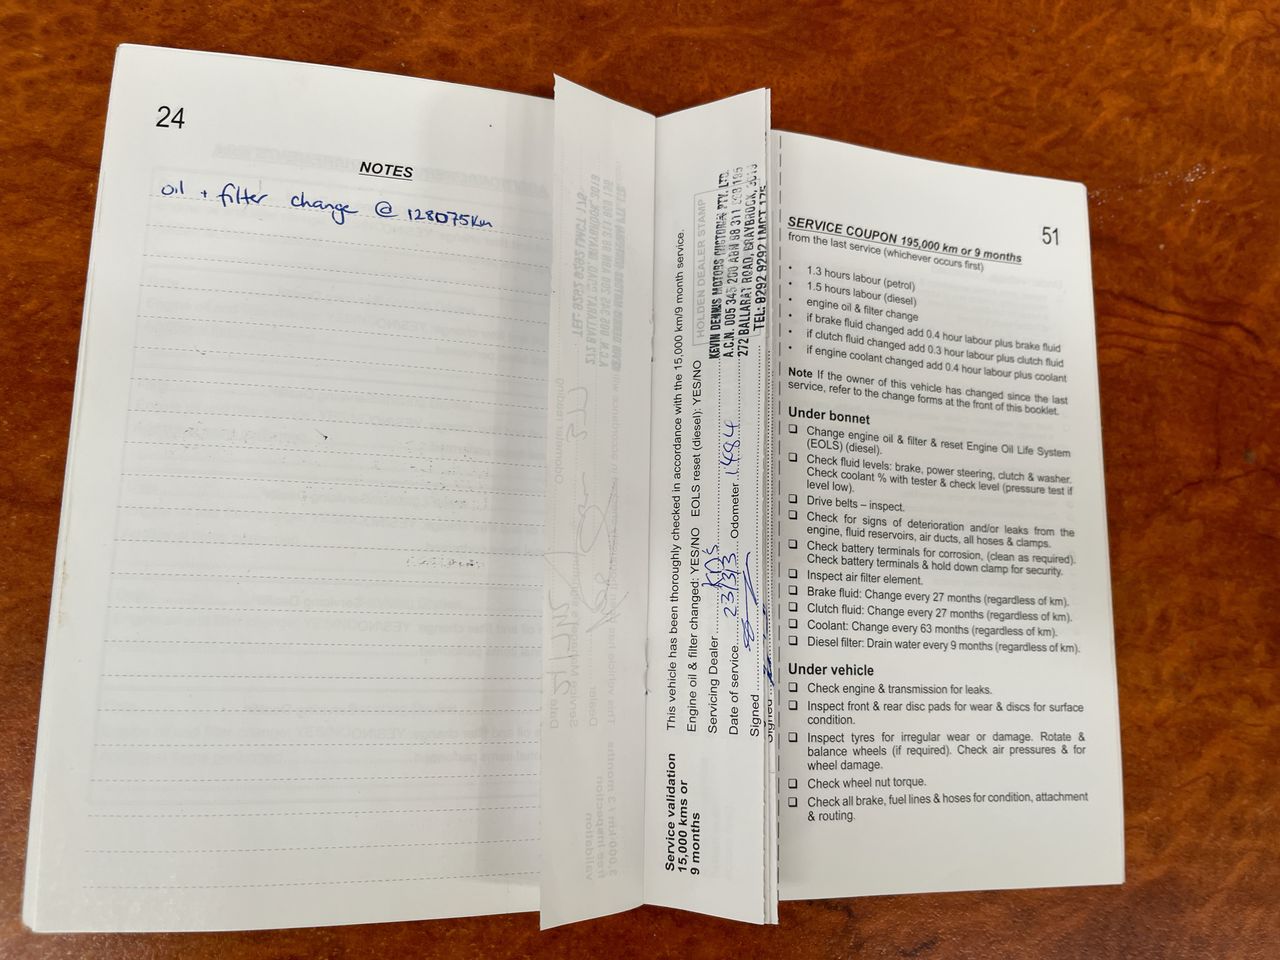 24
NOTES
oil + filter change @ 128075km
Service validation
15,000 kms or
9 months
This vehicle has been thoroughly checked in accordance with the 15,000 km/9 month service.
Engine oil & filter changed: YES/NO EOLS reset (diesel): YES/NO
HOLDEN DEALER STAMP
Servicing Dealer
KEVIN DENNIS MOTORS VICTORIA PTY. LTD.
Date of service 23/3/3 Odometer
A.C.N. 005 345 200 ABN
Signed
272 BALLARAT ROAD, BRAYBROCK, 3019
TEL: 8292 9292 LMCT 175
Signed
51
SERVICE COUPON 195,000 km or 9 months
from the last service (whichever occurs first)
• 1.3 hours labour (petrol)
• 1.5 hours labour (diesel)
• engine oil & filter change
• if brake fluid changed add 0.4 hour labour plus brake fluid
• if clutch fluid changed add 0.3 hour labour plus clutch fluid
• if engine coolant changed add 0.4 hour labour plus coolant
Note If the owner of this vehicle has changed since the last
service, refer to the change forms at the front of this booklet.
Under bonnet
❑ Change engine oil & filter & reset Engine Oil Life System
(EOLS) (diesel).
❑ Check fluid levels: brake, power steering, clutch & washer.
Check coolant % with tester & check level (pressure test if
level low).
❑ Drive belts – inspect.
❑ Check for signs of deterioration and/or leaks from the
engine, fluid reservoirs, air ducts, all hoses & clamps.
❑ Check battery terminals for corrosion, (clean as required).
Check battery terminals & hold down clamp for security.
❑ Inspect air filter element.
❑ Brake fluid: Change every 27 months (regardless of km).
❑ Clutch fluid: Change every 27 months (regardless of km).
❑ Coolant: Change every 63 months (regardless of km).
❑ Diesel filter: Drain water every 9 months (regardless of km).
Under vehicle
❑ Check engine & transmission for leaks.
❑ Inspect front & rear disc pads for wear & discs for surface
condition.
❑ Inspect tyres for irregular wear or damage. Rotate &
balance wheels (if required). Check air pressures & for
wheel damage.
❑ Check wheel nut torque.
❑ Check all brake, fuel lines & hoses for condition, attachment
& routing.